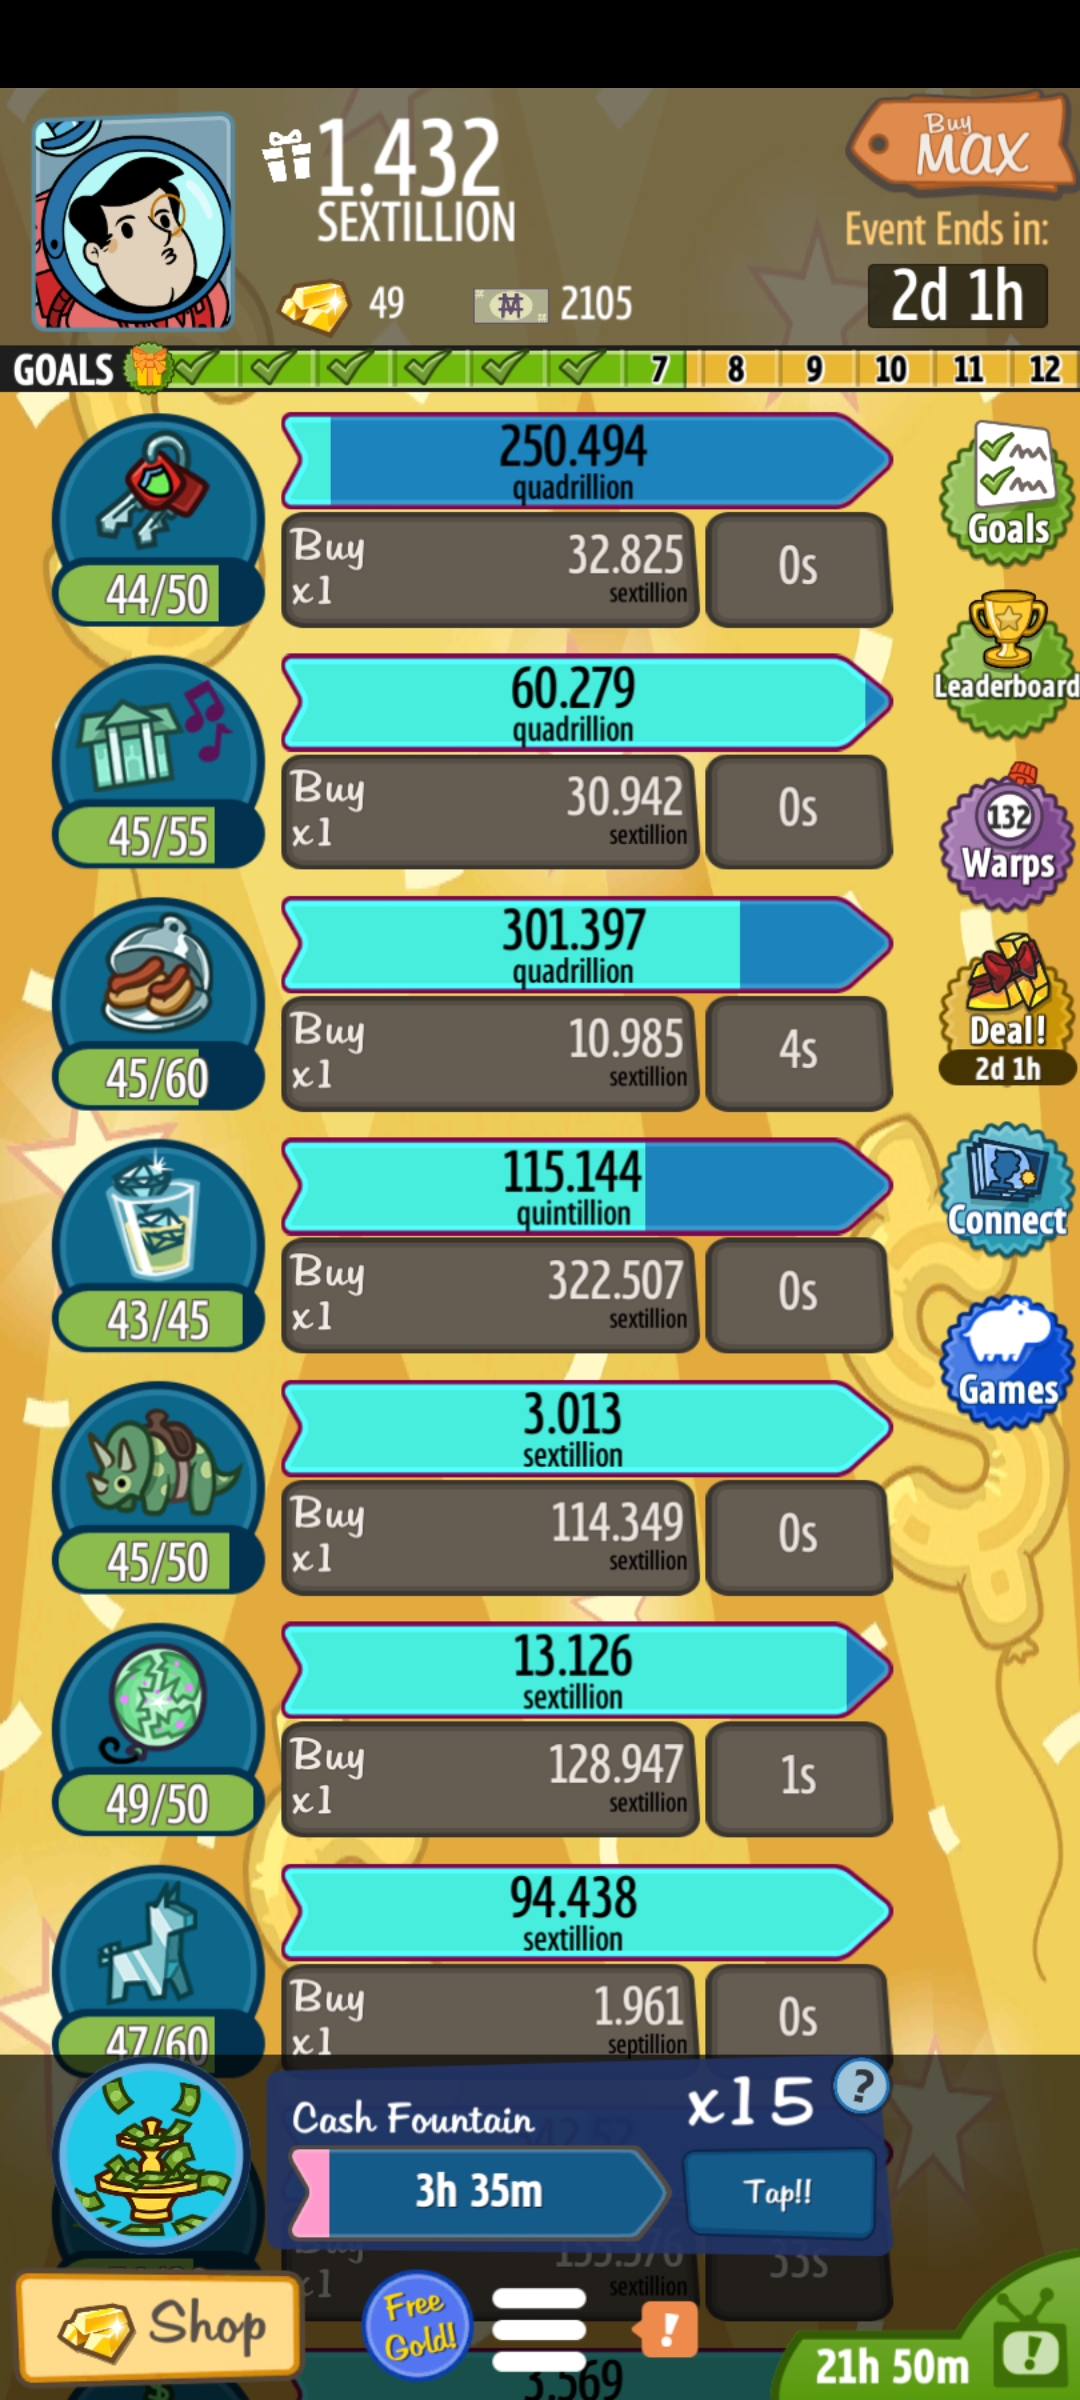 1.432
SEXTILLION
Buy
MAX
Event Ends in:
2d 1h
49
2105
GOALS 7 8 9 10 11 12
250.494
quadrillion
Buy
x1
32.825
sextillion
0s
44/50
Goals
60.279
quadrillion
Buy
x1
30.942
sextillion
0s
45/55
Leaderboard
301.397
quadrillion
Buy
x1
10.985
sextillion
4s
45/60
132
Warps
Deal!
2d 1h
115.144
quintillion
Buy
x1
322.507
sextillion
0s
43/45
Connect
Games
3.013
sextillion
Buy
x1
114.349
sextillion
0s
45/50
13.126
sextillion
Buy
x1
128.947
sextillion
1s
49/50
94.438
sextillion
Buy
x1
1.961
septillion
0s
47/60
Cash Fountain
x15
?
3h 35m
Tap!!
x1
sextillion
33s
Shop
Free
Gold!
!
21h 50m
!
3.569